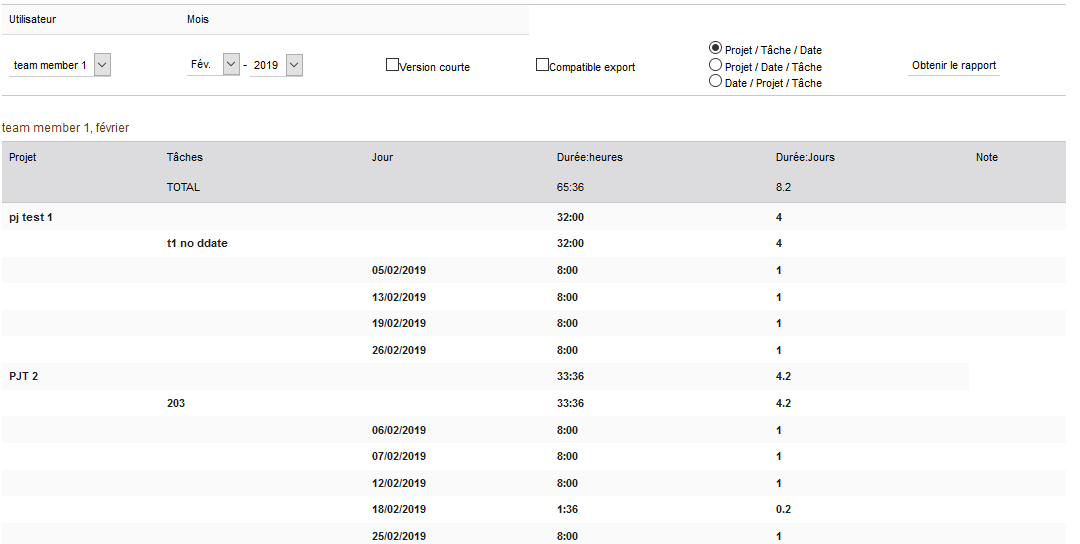 Utilisateur Mois
team member 1 Fév. - 2019 Version courte Compatible export Projet / Tâche / Date
Projet / Date / Tâche
Date / Projet / Tâche
Obtenir le rapport
team member 1, février
Projet Tâches Jour Durée:heures Durée:Jours Note
TOTAL 65:36 8.2
pj test 1 32:00 4
t1 no ddate 32:00 4
05/02/2019 8:00 1
13/02/2019 8:00 1
19/02/2019 8:00 1
26/02/2019 8:00 1
PJT 2 33:36 4.2
203 33:36 4.2
06/02/2019 8:00 1
07/02/2019 8:00 1
12/02/2019 8:00 1
18/02/2019 1:36 0.2
25/02/2019 8:00 1